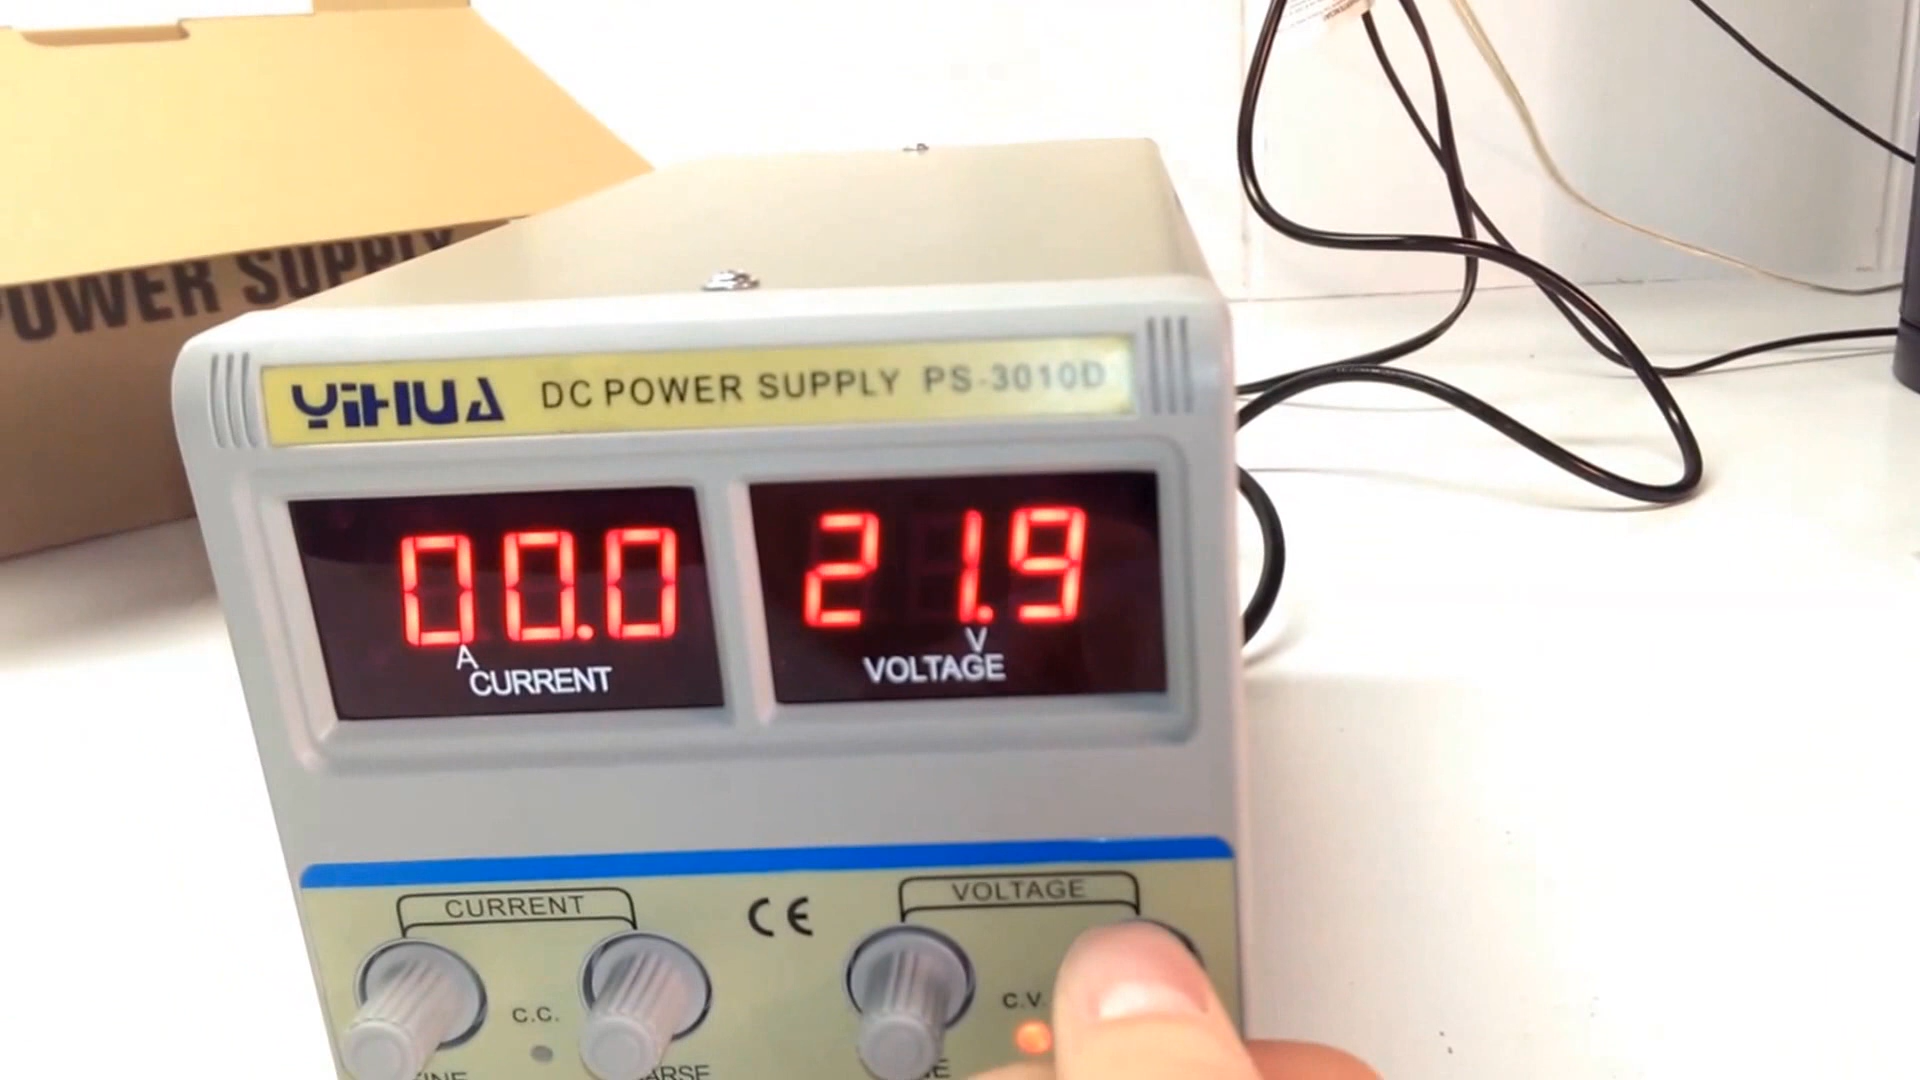 POWER SUPPLY
YIHUA DC POWER SUPPLY PS-3010D
00.0 21.9
A V
CURRENT VOLTAGE
CURRENT CE VOLTAGE
C.C. C.V.